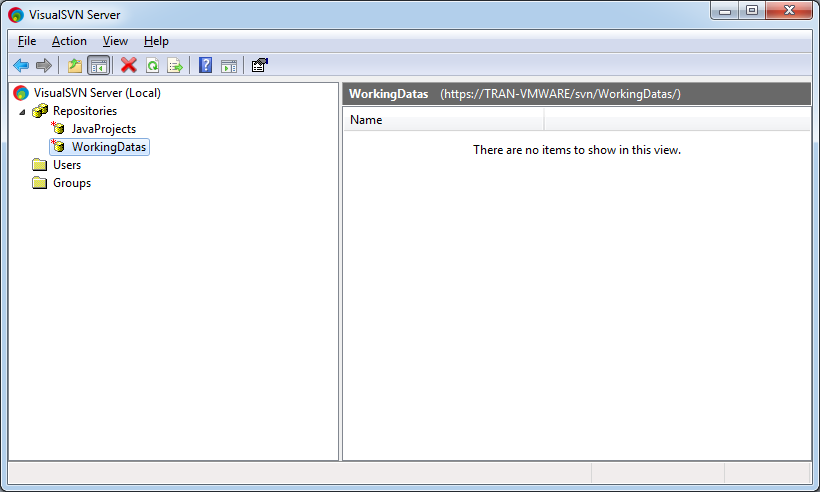 VisualSVN Server
File Action View Help
VisualSVN Server (Local)
Repositories
JavaProjects
WorkingDatas
Users
Groups
WorkingDatas (https://TRAN-VMWARE/svn/WorkingDatas/)
Name
There are no items to show in this view.